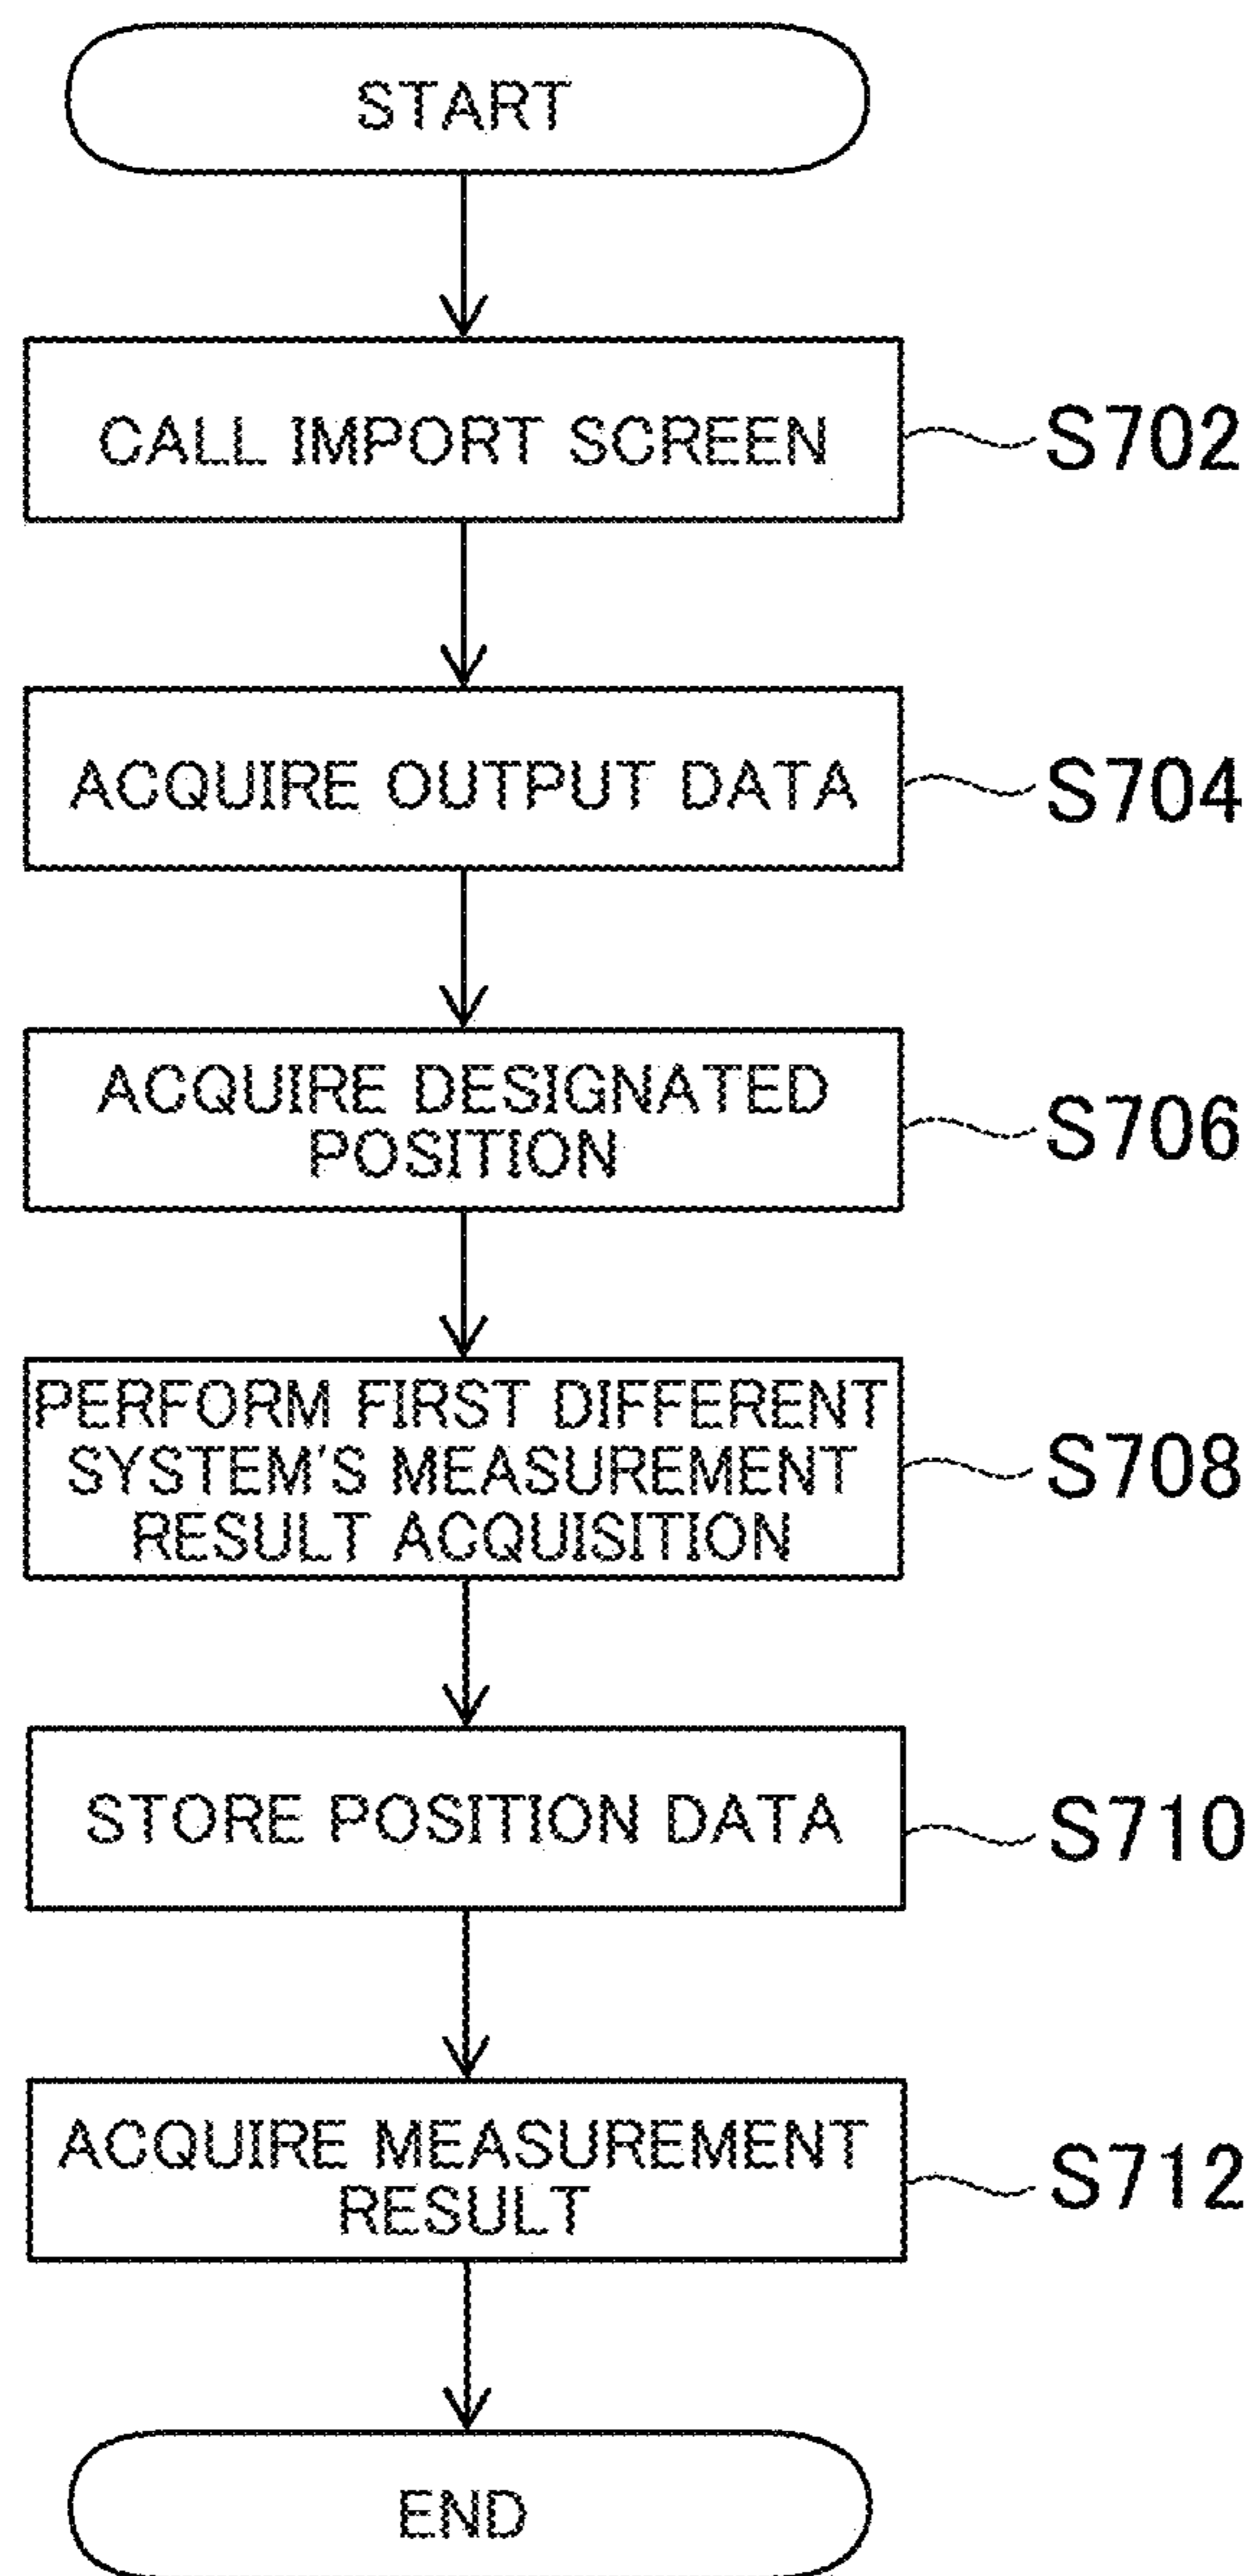 START
CALL IMPORT SCREEN
S702
ACQUIRE OUTPUT DATA
S704
ACQUIRE DESIGNATED
POSITION
S706
PERFORM FIRST DIFFERENT
SYSTEM'S MEASUREMENT
RESULT ACQUISITION
S708
STORE POSITION DATA
S710
ACQUIRE MEASUREMENT
RESULT
S712
END